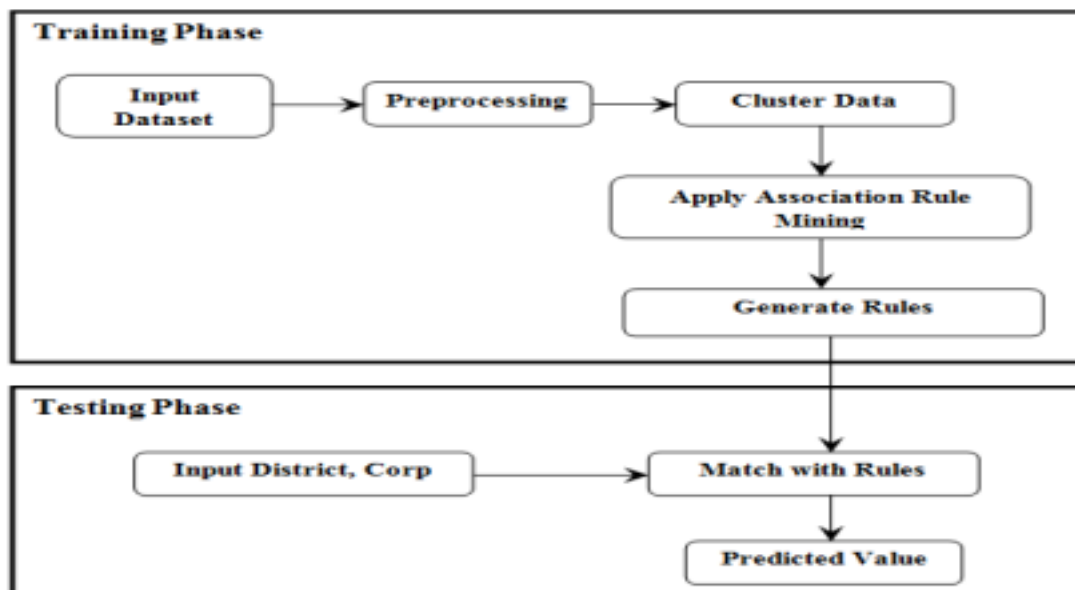 Training Phase
Input
Dataset
Preprocessing
Cluster Data
Apply Association Rule
Mining
Generate Rules
Testing Phase
Input District, Corp
Match with Rules
Predicted Value